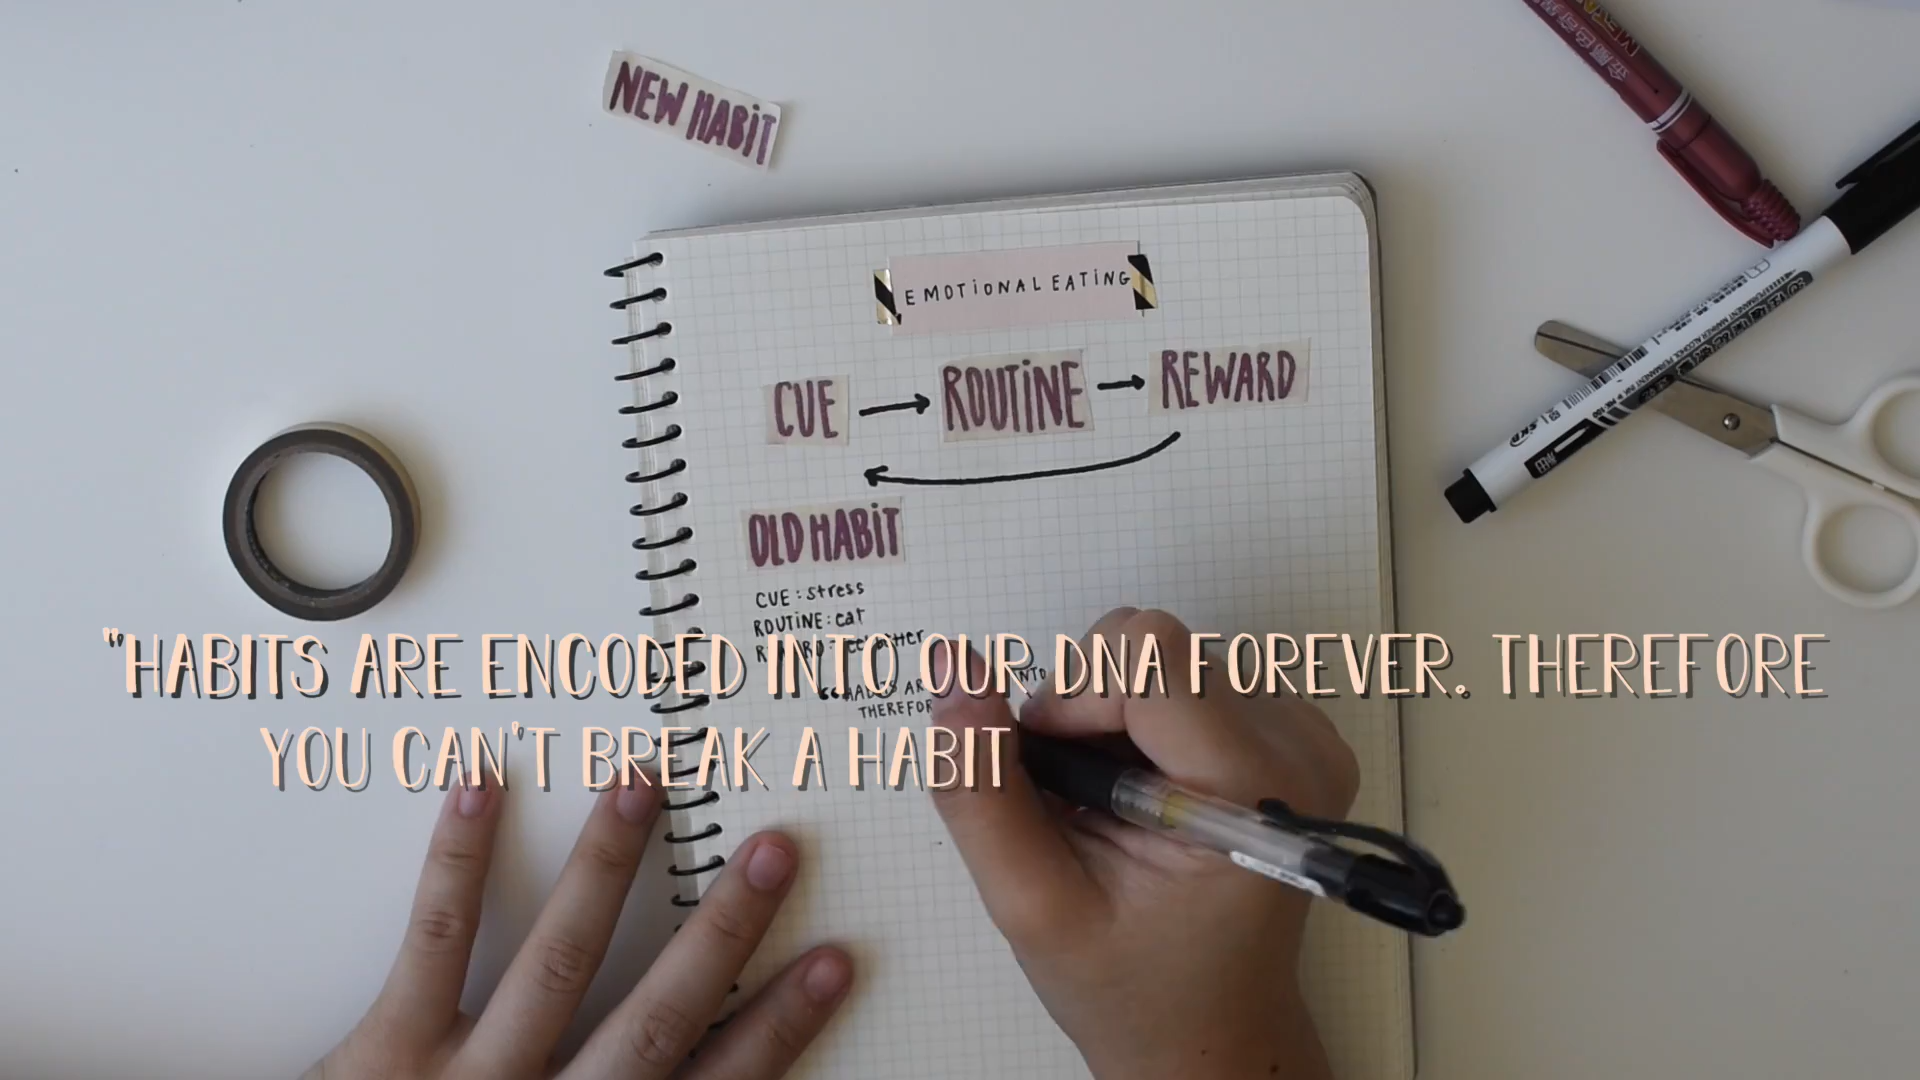 NEW HABIT
EMOTIONAL EATING
CUE → ROUTINE → REWARD
OLD HABIT
CUE: stress
ROUTINE: eat
"HABITS ARE ENCODED INTO OUR DNA FOREVER. THEREFORE
YOU CAN'T BREAK A HABIT